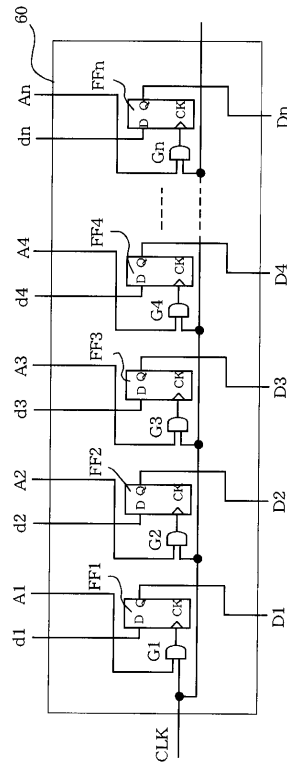 60
d1 A1 d2 A2 d3 A3 d4 A4 dn An
FF1 FF2 FF3 FF4 FFn
D Q D Q D Q D Q D Q
CK CK CK CK CK
G1 G2 G3 G4 Gn
CLK
D1 D2 D3 D4 Dn